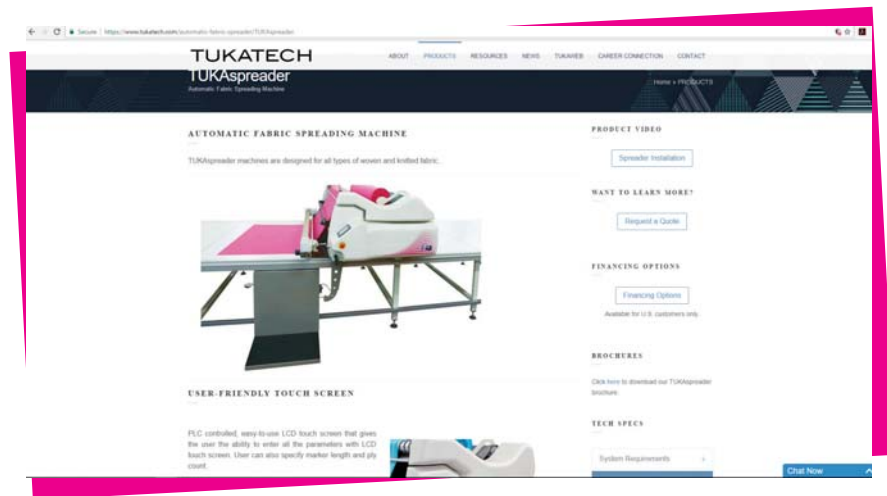 Secure | https://www.tukatech.com/automatic-fabric-spreader/TUKAspreader
TUKATECH
ABOUT PRODUCTS RESOURCES NEWS TUKAWEB CAREER CONNECTION CONTACT
TUKAspreader
Automatic Fabric Spreading Machine
Home » PRODUCTS
AUTOMATIC FABRIC SPREADING MACHINE
TUKAspreader machines are designed for all types of woven and knitted fabric.
USER-FRIENDLY TOUCH SCREEN
PLC controlled, easy-to-use LCD touch screen that gives
the user the ability to enter all the parameters with LCD
touch screen. User can also specify marker length and ply
count.
PRODUCT VIDEO
Spreader Installation
WANT TO LEARN MORE?
Request a Quote
FINANCING OPTIONS
Financing Options
Available for U.S. customers only.
BROCHURES
Click here to download our TUKAspreader
brochure.
TECH SPECS
System Requirements
Chat Now